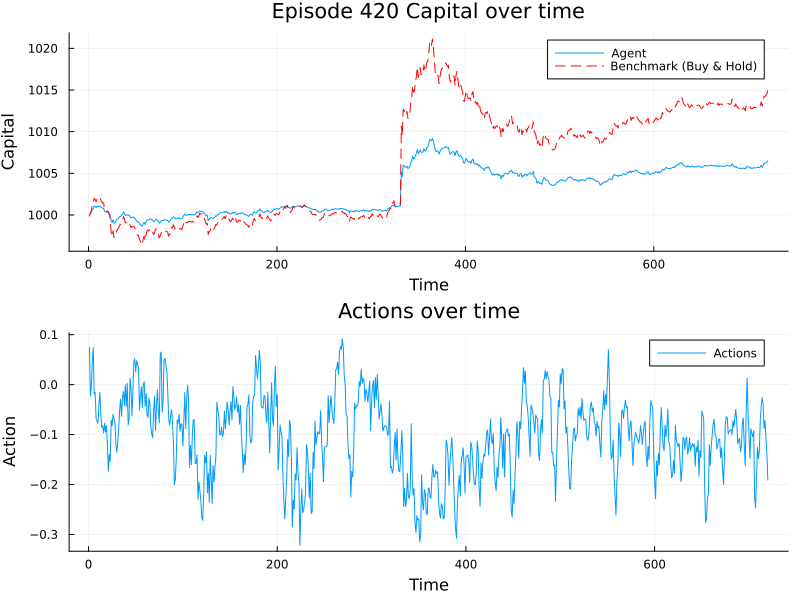 Episode 420 Capital over time
Capital
1020
1015
1010
1005
1000
Agent
Benchmark (Buy & Hold)
0
200
400
600
Time
Actions over time
Action
0.1
0.0
−0.1
−0.2
−0.3
Actions
0
200
400
600
Time